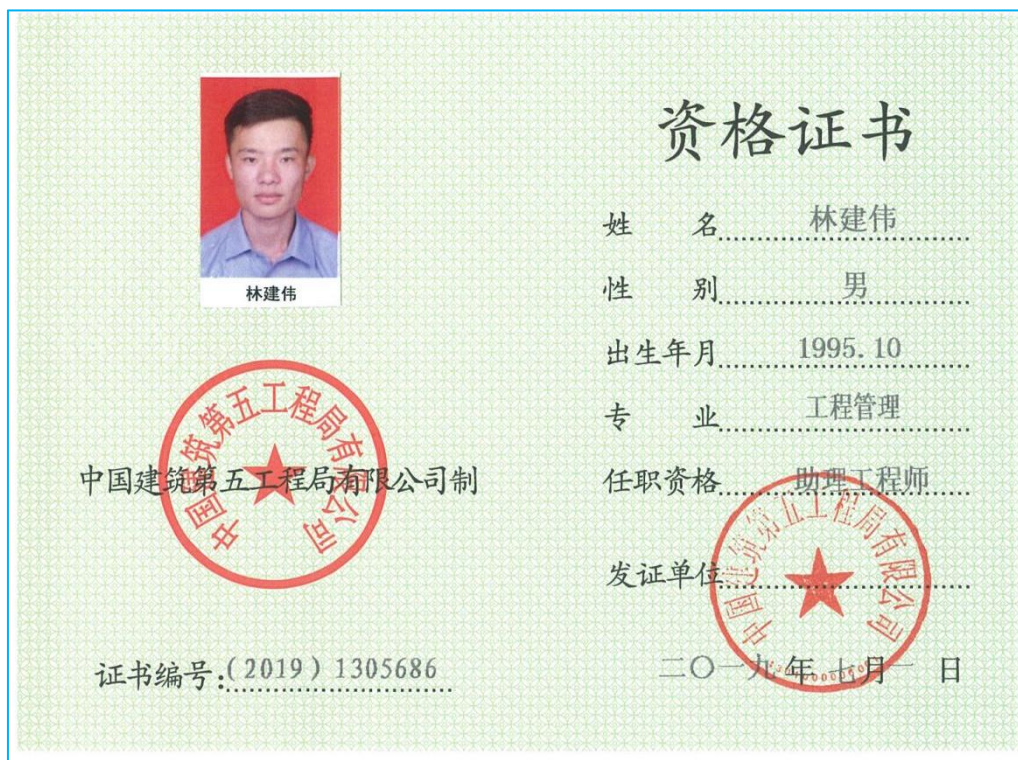 林建伟
中国建筑第五工程局有限公司
中国建筑第五工程局有限公司制
证书编号:(2019)1305686
资格证书
姓 名 林建伟
性 别 男
出生年月 1995.10
专 业 工程管理
任职资格 助理工程师
发证单位
中国建筑第五工程局有限公司
二〇一九年七月一日